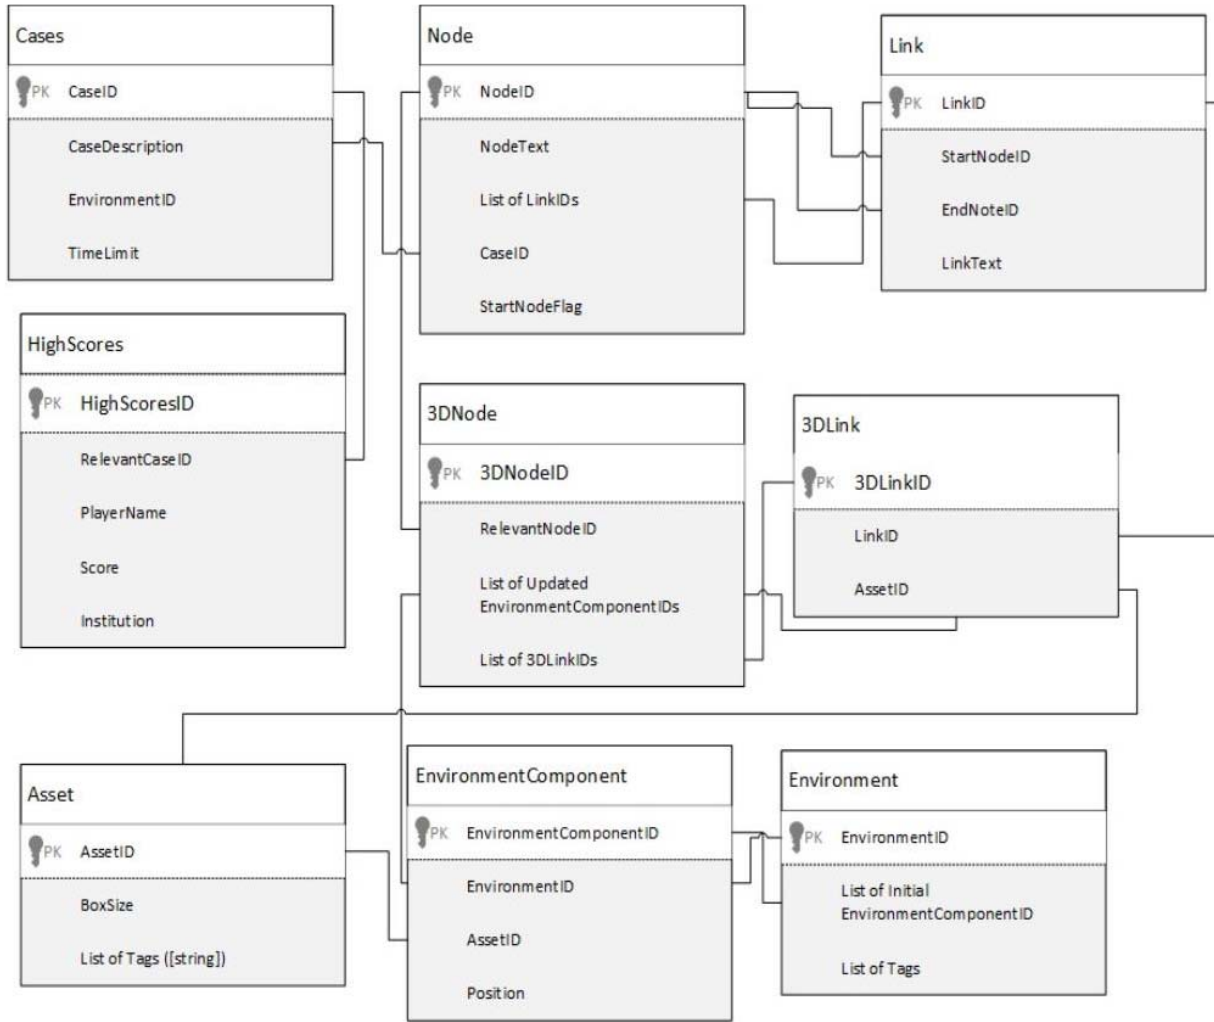 Cases
PK CaseID
CaseDescription
EnvironmentID
TimeLimit
Node
PK NodeID
NodeText
List of LinkIDs
CaseID
StartNodeFlag
Link
PK LinkID
StartNodeID
EndNoteID
LinkText
HighScores
PK HighScoresID
RelevantCaseID
PlayerName
Score
Institution
3DNode
PK 3DNodeID
RelevantNodeID
List of Updated
EnvironmentComponentIDs
List of 3DLinkIDs
3DLink
PK 3DLinkID
LinkID
AssetID
Asset
PK AssetID
BoxSize
List of Tags ([string])
EnvironmentComponent
PK EnvironmentComponentID
EnvironmentID
AssetID
Position
Environment
PK EnvironmentID
List of Initial
EnvironmentComponentID
List of Tags